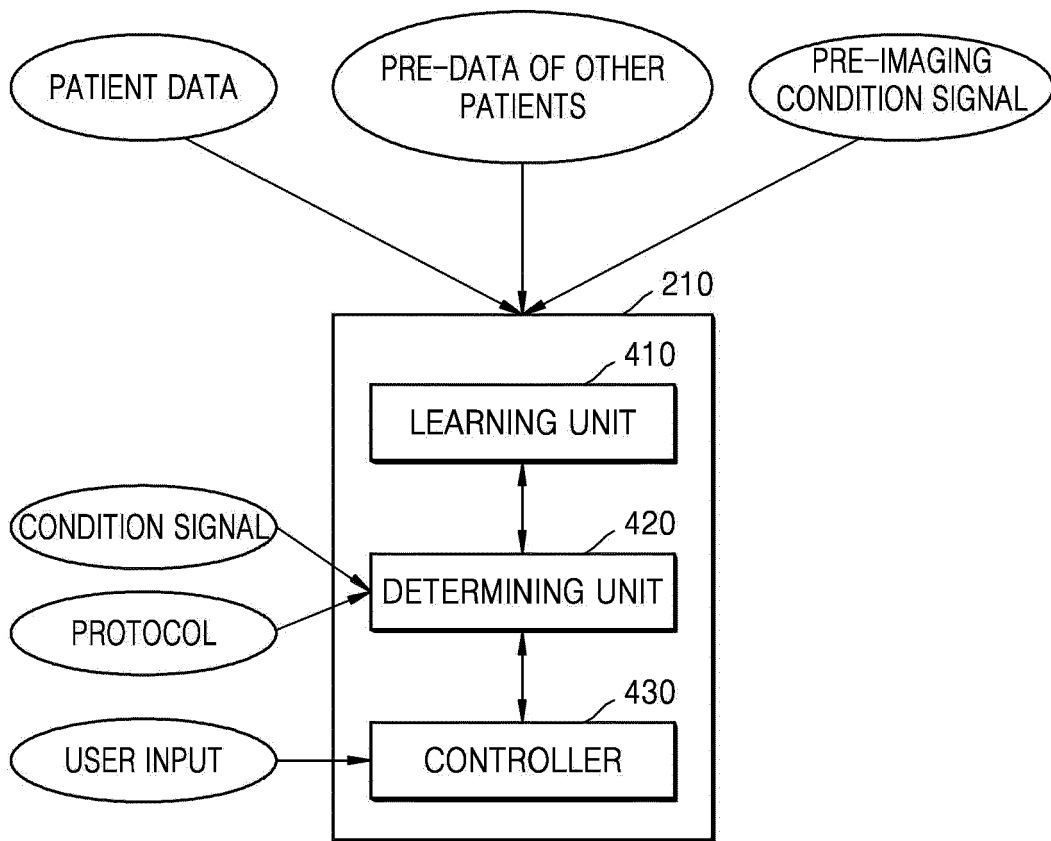 PATIENT DATA
PRE-DATA OF OTHER
PATIENTS
PRE-IMAGING
CONDITION SIGNAL
210
410
LEARNING UNIT
CONDITION SIGNAL
420
DETERMINING UNIT
PROTOCOL
430
USER INPUT
CONTROLLER